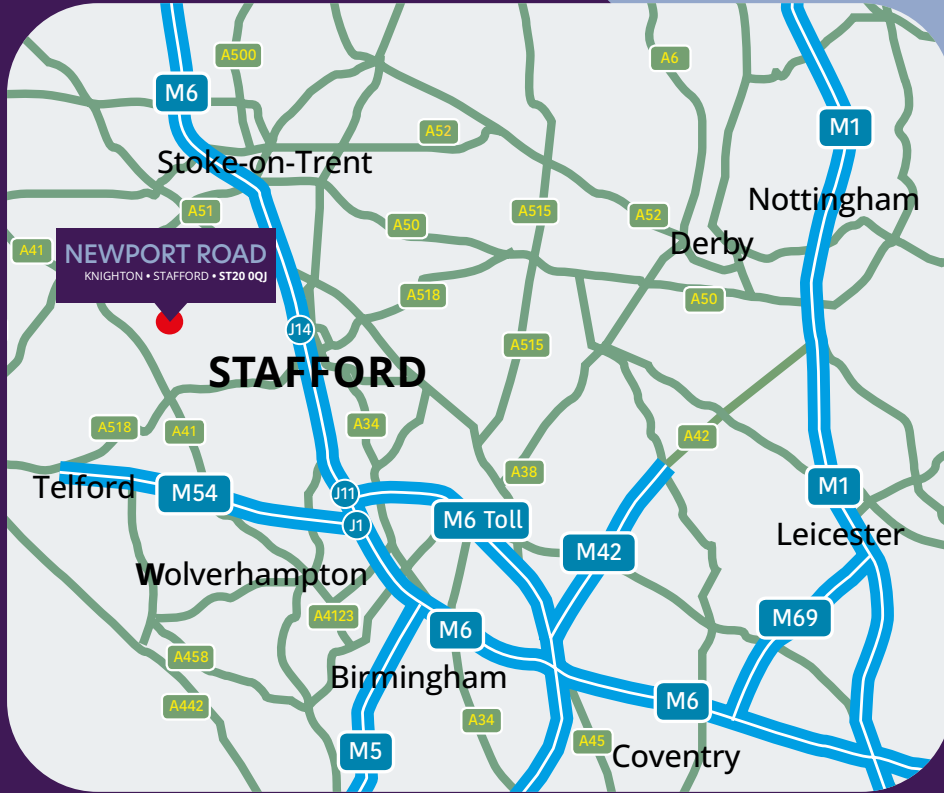 A500
A6
M6
M1
A52
Stoke-on-Trent
Nottingham
A51
A515
A52
A50
Derby
A41
NEWPORT ROAD
KNIGHTON • STAFFORD • ST20 0QJ
A518
A50
J14
A515
STAFFORD
A518
A41
A34
A42
A38
Telford
M54
J11
M1
M6 Toll
J1
Leicester
M42
Wolverhampton
A4123
M69
M6
A458
Birmingham
M6
A442
A34
A45
M5
Coventry